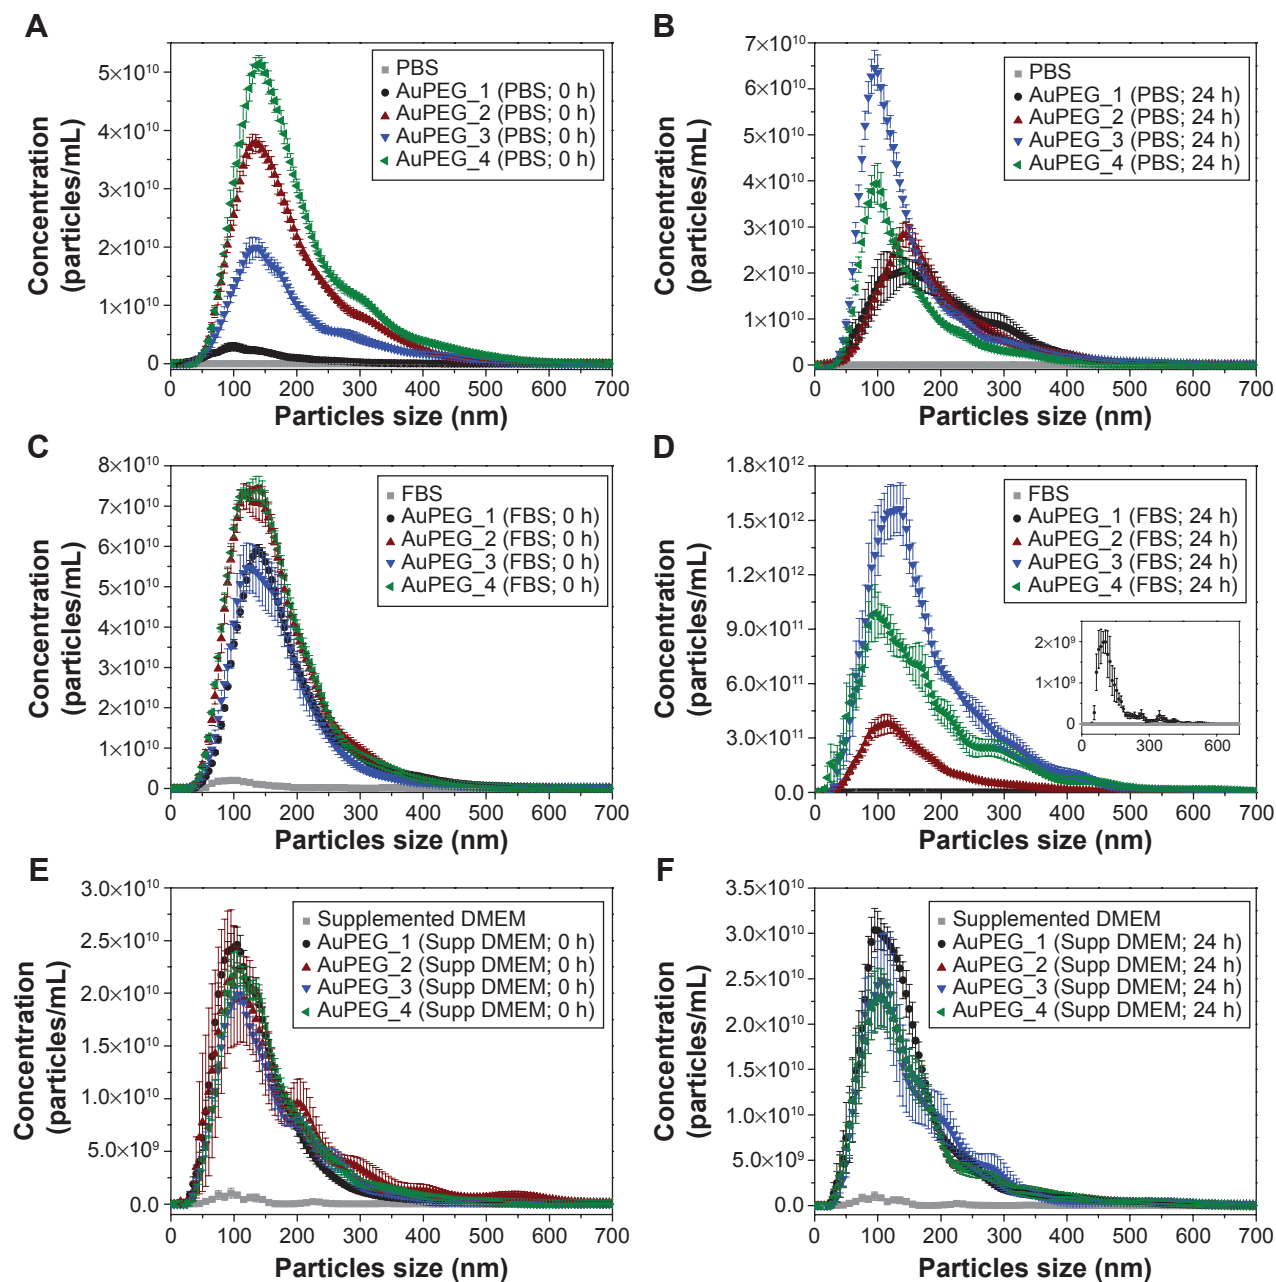 A
Concentration
(particles/mL)
5×10¹⁰
4×10¹⁰
3×10¹⁰
2×10¹⁰
1×10¹⁰
0
PBS
AuPEG_1 (PBS; 0 h)
AuPEG_2 (PBS; 0 h)
AuPEG_3 (PBS; 0 h)
AuPEG_4 (PBS; 0 h)
0 100 200 300 400 500 600 700
Particles size (nm)
B
Concentration
(particles/mL)
7×10¹⁰
6×10¹⁰
5×10¹⁰
4×10¹⁰
3×10¹⁰
2×10¹⁰
1×10¹⁰
0
PBS
AuPEG_1 (PBS; 24 h)
AuPEG_2 (PBS; 24 h)
AuPEG_3 (PBS; 24 h)
AuPEG_4 (PBS; 24 h)
0 100 200 300 400 500 600 700
Particles size (nm)
C
Concentration
(particles/mL)
8×10¹⁰
7×10¹⁰
6×10¹⁰
5×10¹⁰
4×10¹⁰
3×10¹⁰
2×10¹⁰
1×10¹⁰
0
FBS
AuPEG_1 (FBS; 0 h)
AuPEG_2 (FBS; 0 h)
AuPEG_3 (FBS; 0 h)
AuPEG_4 (FBS; 0 h)
0 100 200 300 400 500 600 700
Particles size (nm)
D
Concentration
(particles/mL)
1.8×10¹²
1.5×10¹²
1.2×10¹²
9.0×10¹¹
6.0×10¹¹
3.0×10¹¹
0.0
FBS
AuPEG_1 (FBS; 24 h)
AuPEG_2 (FBS; 24 h)
AuPEG_3 (FBS; 24 h)
AuPEG_4 (FBS; 24 h)
2×10⁹
1×10⁹
0
0 300 600
0 100 200 300 400 500 600 700
Particles size (nm)
E
Concentration
(particles/mL)
3.0×10¹⁰
2.5×10¹⁰
2.0×10¹⁰
1.5×10¹⁰
1.0×10¹⁰
5.0×10⁹
0.0
Supplemented DMEM
AuPEG_1 (Supp DMEM; 0 h)
AuPEG_2 (Supp DMEM; 0 h)
AuPEG_3 (Supp DMEM; 0 h)
AuPEG_4 (Supp DMEM; 0 h)
0 100 200 300 400 500 600 700
Particles size (nm)
F
Concentration
(particles/mL)
3.5×10¹⁰
3.0×10¹⁰
2.5×10¹⁰
2.0×10¹⁰
1.5×10¹⁰
1.0×10¹⁰
5.0×10⁹
0.0
Supplemented DMEM
AuPEG_1 (Supp DMEM; 24 h)
AuPEG_2 (Supp DMEM; 24 h)
AuPEG_3 (Supp DMEM; 24 h)
AuPEG_4 (Supp DMEM; 24 h)
0 100 200 300 400 500 600 700
Particles size (nm)